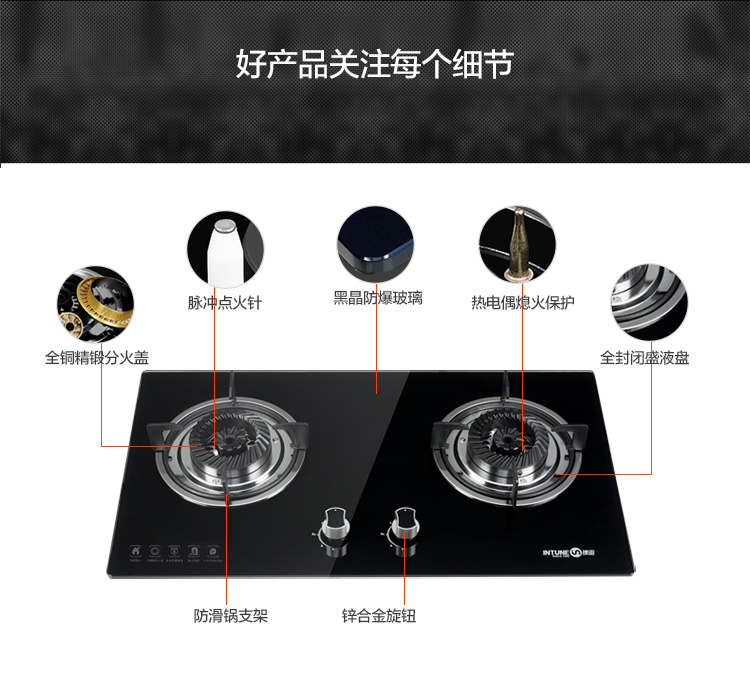 好产品关注每个细节
脉冲点火针
黑晶防爆玻璃
热电偶熄火保护
全铜精锻分火盖
全封闭盛液盘
INTUNE
防滑锅支架
锌合金旋钮